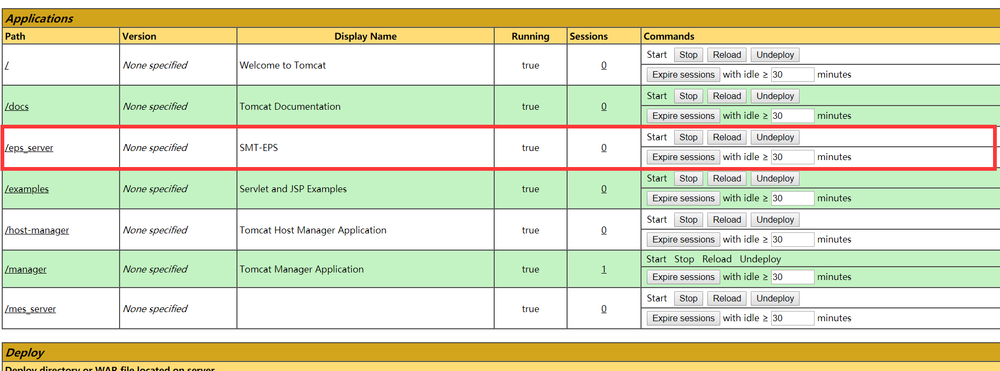 Applications
Path Version Display Name Running Sessions Commands
/ None specified Welcome to Tomcat true 0 Start Stop Reload Undeploy
Expire sessions with idle ≥ 30 minutes
/docs None specified Tomcat Documentation true 0 Start Stop Reload Undeploy
Expire sessions with idle ≥ 30 minutes
/eps_server None specified SMT-EPS true 0 Start Stop Reload Undeploy
Expire sessions with idle ≥ 30 minutes
/examples None specified Servlet and JSP Examples true 0 Start Stop Reload Undeploy
Expire sessions with idle ≥ 30 minutes
/host-manager None specified Tomcat Host Manager Application true 0 Start Stop Reload Undeploy
Expire sessions with idle ≥ 30 minutes
/manager None specified Tomcat Manager Application true 1 Start Stop Reload Undeploy
Expire sessions with idle ≥ 30 minutes
/mes_server None specified true 0 Start Stop Reload Undeploy
Expire sessions with idle ≥ 30 minutes
Deploy
Deploy directory or WAR file located on server